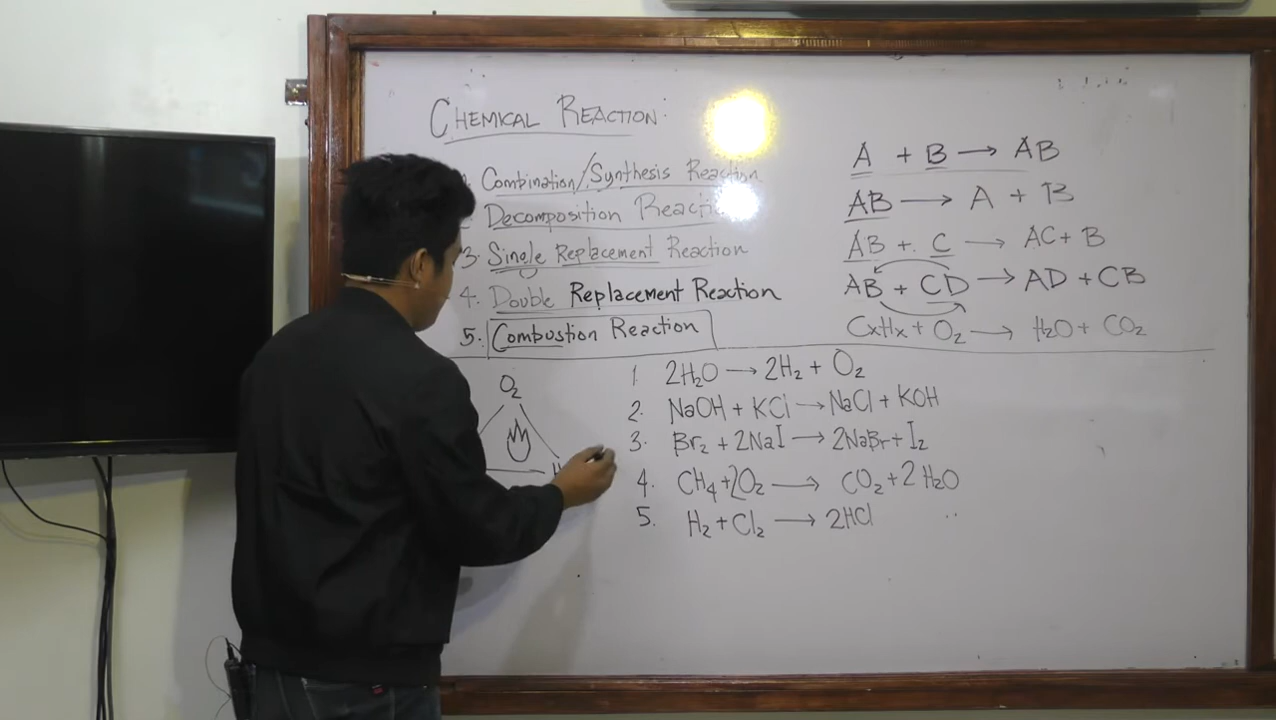 CHEMICAL REACTION:
Combination/Synthesis Reaction
Decomposition Reacti
3. Single Replacement Reaction
4. Double Replacement Reaction
5. Combustion Reaction
A + B → AB
AB → A + B
AB + C → AC + B
AB + CD → AD + CB
CxHx + O₂ → H₂O + CO₂
O₂
H
1. 2H₂O → 2H₂ + O₂
2. NaOH + KCl → NaCl + KOH
3. Br₂ + 2NaI → 2NaBr + I₂
4. CH₄ + 2O₂ → CO₂ + 2H₂O
5. H₂ + Cl₂ → 2HCl